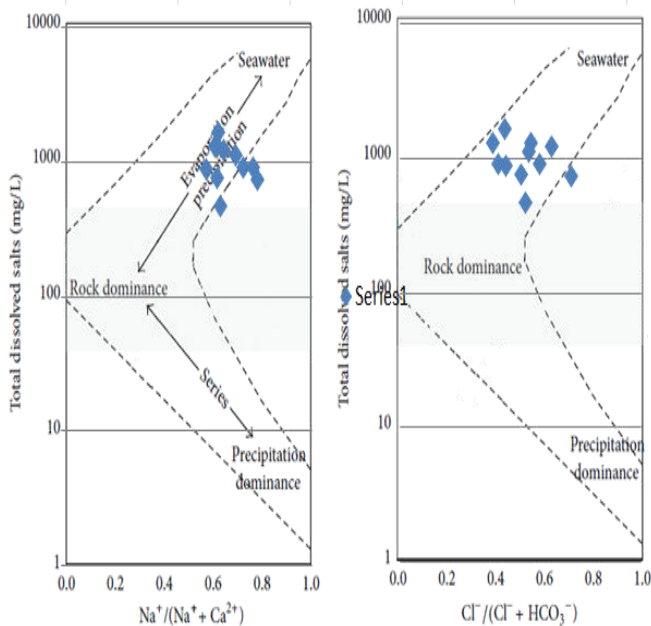 10000
1000
100
10
1
Total dissolved salts (mg/L)
Seawater
Evaporation
precipitation
Rock dominance
Series
Precipitation
dominance
0.0 0.2 0.4 0.6 0.8 1.0
Na⁺/(Na⁺ + Ca²⁺)
Series1
10000
1000
100
10
1
Total dissolved salts (mg/L)
Seawater
Rock dominance
Precipitation
dominance
0.0 0.2 0.4 0.6 0.8 1.0
Cl⁻/(Cl⁻ + HCO₃⁻)